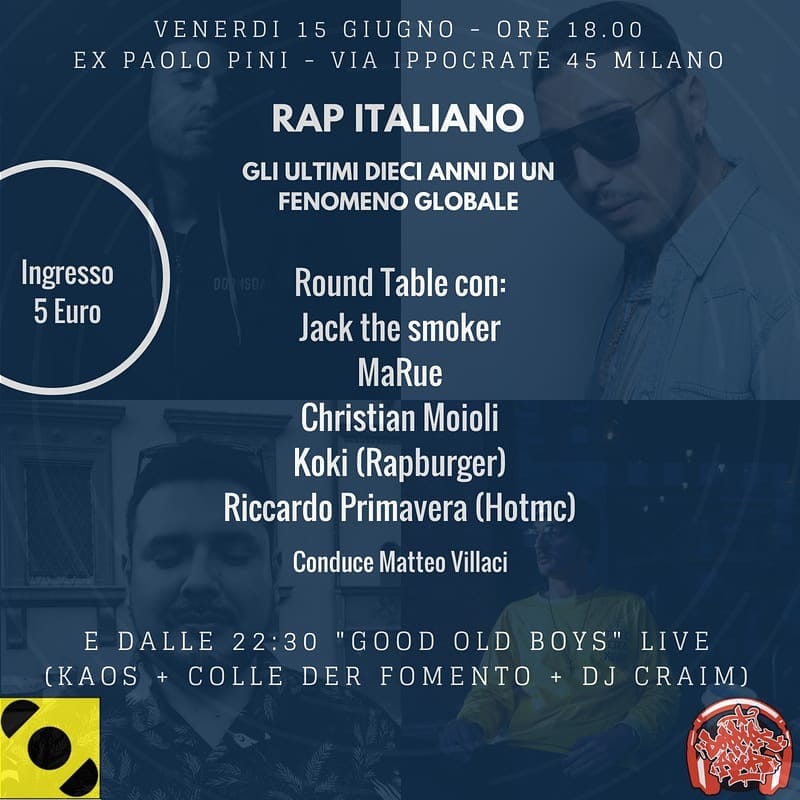 VENERDI 15 GIUGNO - ORE 18.00
EX PAOLO PINI - VIA IPPOCRATE 45 MILANO
RAP ITALIANO
GLI ULTIMI DIECI ANNI DI UN
FENOMENO GLOBALE
Ingresso
5 Euro
Round Table con:
Jack the smoker
MaRue
Christian Moioli
Koki (Rapburger)
Riccardo Primavera (Hotmc)
Conduce Matteo Villaci
E DALLE 22:30 "GOOD OLD BOYS" LIVE
(KAOS + COLLE DER FOMENTO + DJ CRAIM)